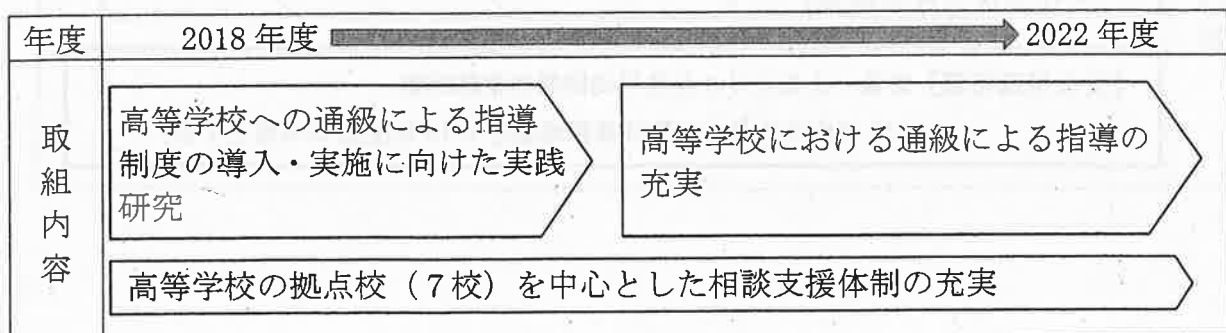 年度
2018年度
2022年度
取組内容
高等学校への通級による指導
制度の導入・実施に向けた実践
研究
高等学校における通級による指導の
充実
高等学校の拠点校（7校）を中心とした相談支援体制の充実